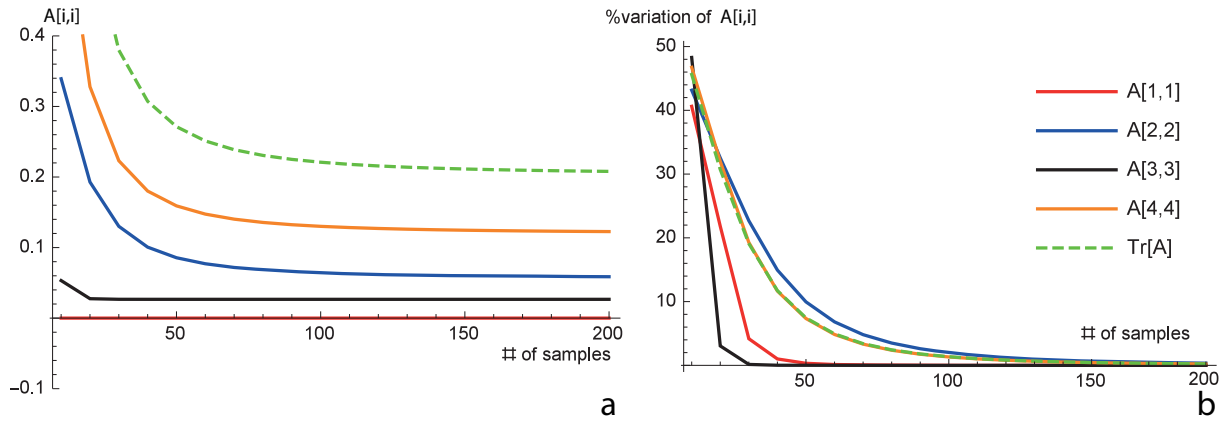 A[i,i]
0.4
0.3
0.2
0.1
−0.1
50
100
150
200
# of samples
a
%variation of A[i,i]
50
40
30
20
10
50
100
150
200
# of samples
A[1,1]
A[2,2]
A[3,3]
A[4,4]
Tr[A]
b